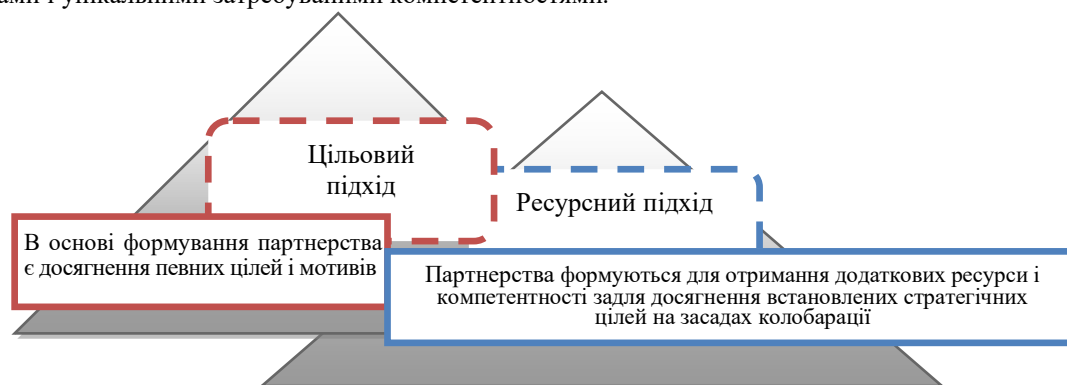 унікальними затребуваними компетентностями.
Цільовий
підхід
Ресурсний підхід
В основі формування партнерства
є досягнення певних цілей і мотивів
Партнерства формуються для отримання додаткових ресурси і
компетентності задля досягнення встановлених стратегічних
цілей на засадах колобарації